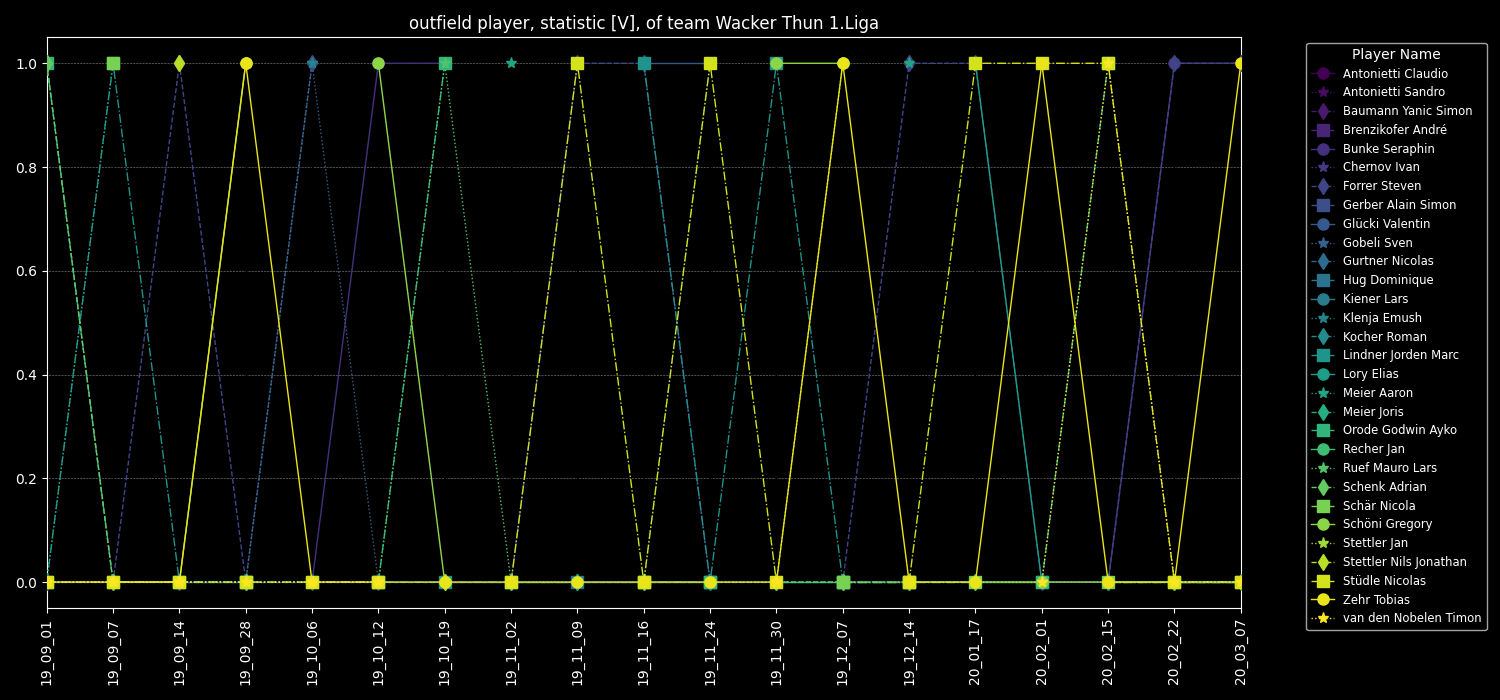 outfield player, statistic [V], of team Wacker Thun 1.Liga
1.0
0.8
0.6
0.4
0.2
0.0
19_09_01
19_09_07
19_09_14
19_09_28
19_10_06
19_10_12
19_10_19
19_11_02
19_11_09
19_11_16
19_11_24
19_11_30
19_12_07
19_12_14
20_01_17
20_02_01
20_02_15
20_02_22
20_03_07
Player Name
Antonietti Claudio
Antonietti Sandro
Baumann Yanic Simon
Brenzikofer André
Bunke Seraphin
Chernov Ivan
Forrer Steven
Gerber Alain Simon
Glücki Valentin
Gobeli Sven
Gurtner Nicolas
Hug Dominique
Kiener Lars
Klenja Emush
Kocher Roman
Lindner Jorden Marc
Lory Elias
Meier Aaron
Meier Joris
Orode Godwin Ayko
Recher Jan
Ruef Mauro Lars
Schenk Adrian
Schär Nicola
Schöni Gregory
Stettler Jan
Stettler Nils Jonathan
Stüdle Nicolas
Zehr Tobias
van den Nobelen Timon